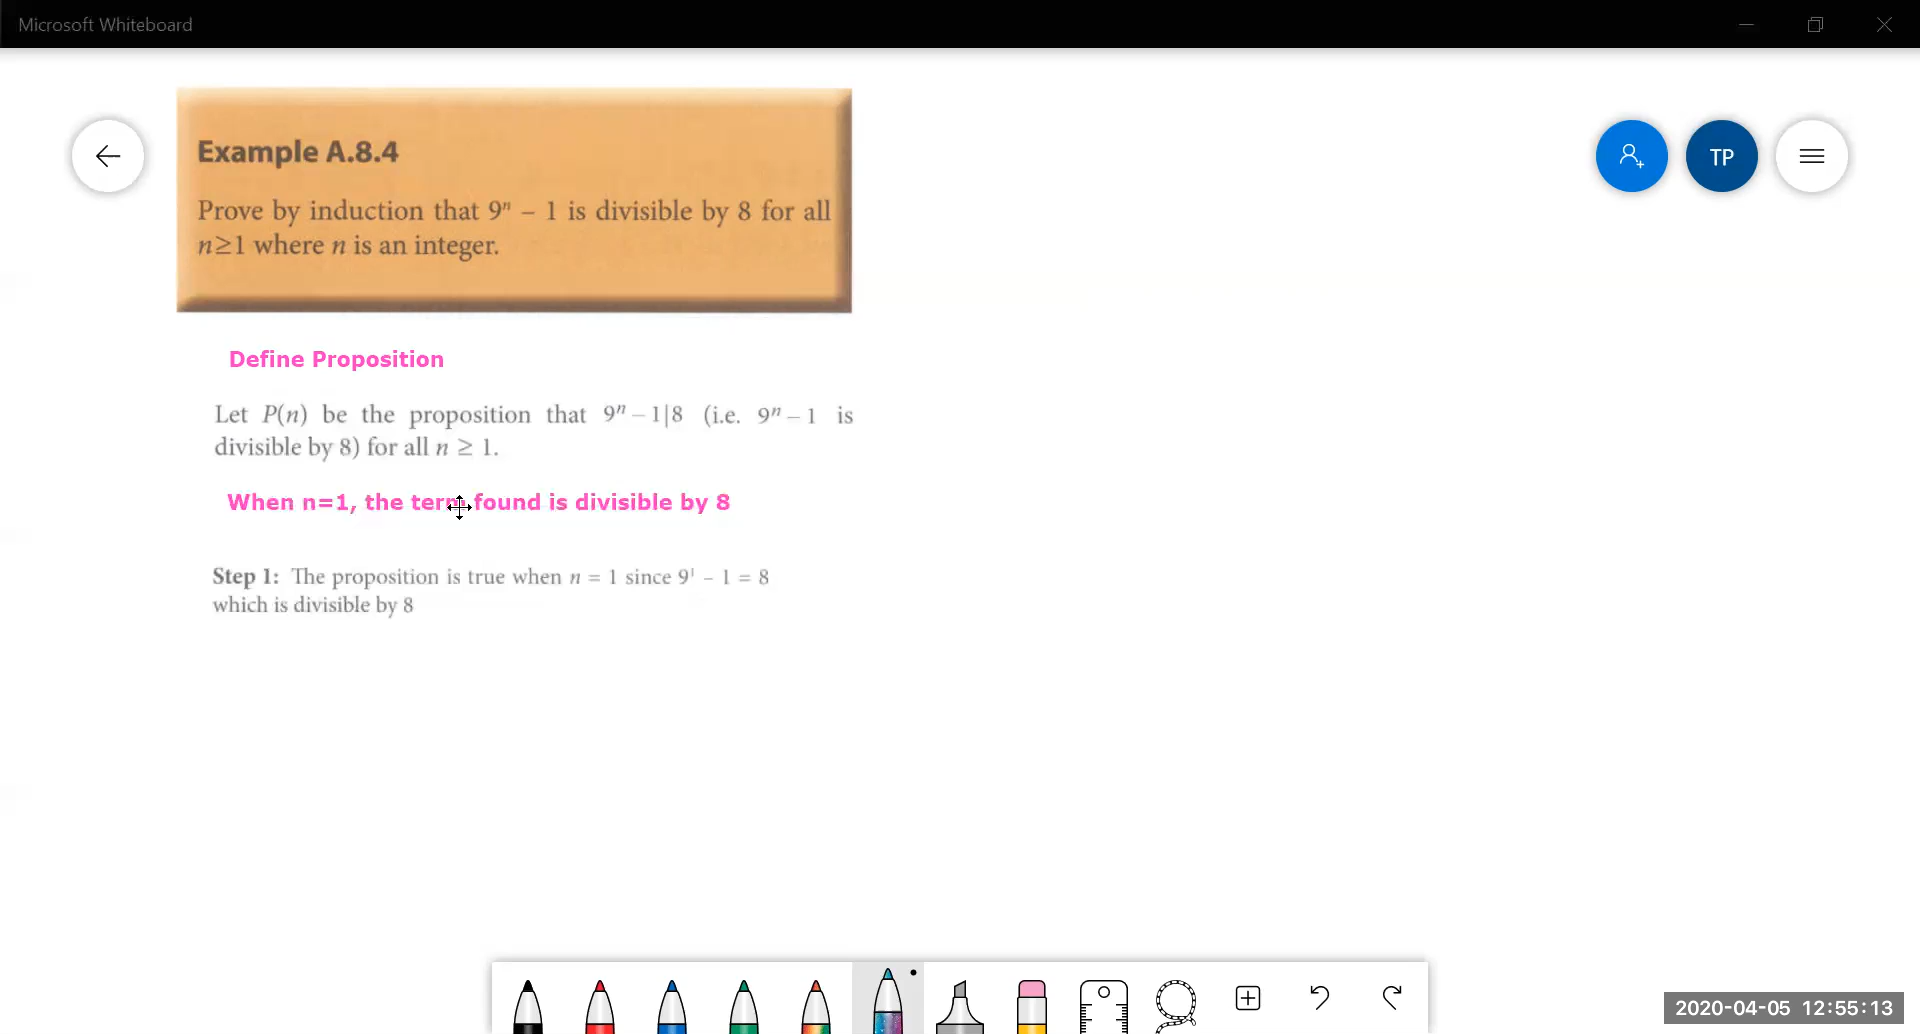 Microsoft Whiteboard
Example A.8.4
Prove by induction that 9ⁿ – 1 is divisible by 8 for all
n≥1 where n is an integer.
TP
Define Proposition
Let P(n) be the proposition that 9ⁿ – 1|8 (i.e. 9ⁿ – 1 is
divisible by 8) for all n ≥ 1.
When n=1, the term found is divisible by 8
Step 1: The proposition is true when n = 1 since 9¹ – 1 = 8
which is divisible by 8
2020-04-05 12:55:13